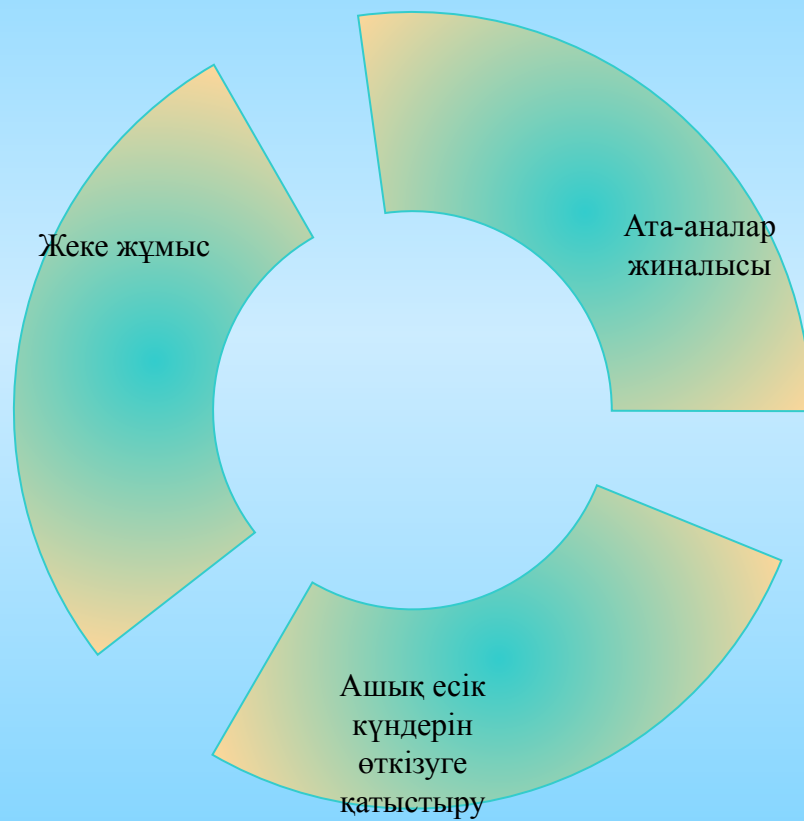 Жеке жұмыс
Ата-аналар
жиналысы
Ашық есік
күндерін
өткізуге
қатыстыру